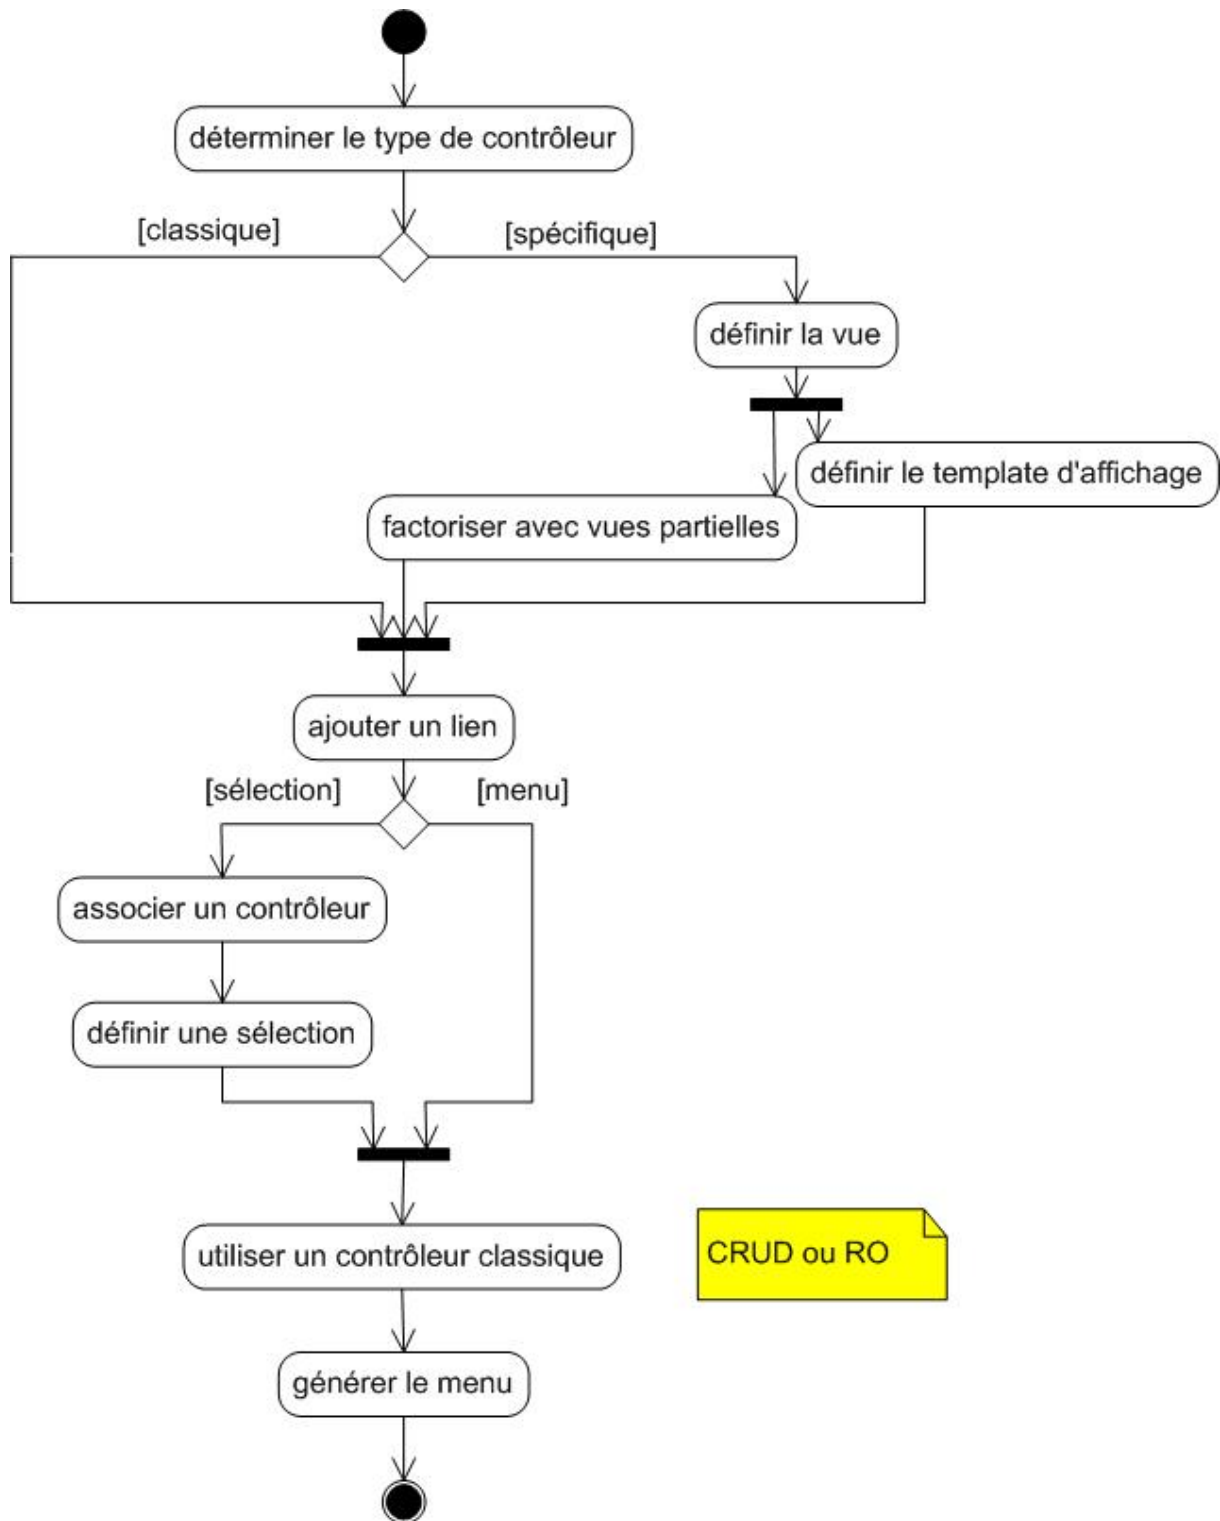 déterminer le type de contrôleur
[classique]
[spécifique]
définir la vue
définir le template d'affichage
factoriser avec vues partielles
ajouter un lien
[sélection]
[menu]
associer un contrôleur
définir une sélection
utiliser un contrôleur classique
CRUD ou RO
générer le menu